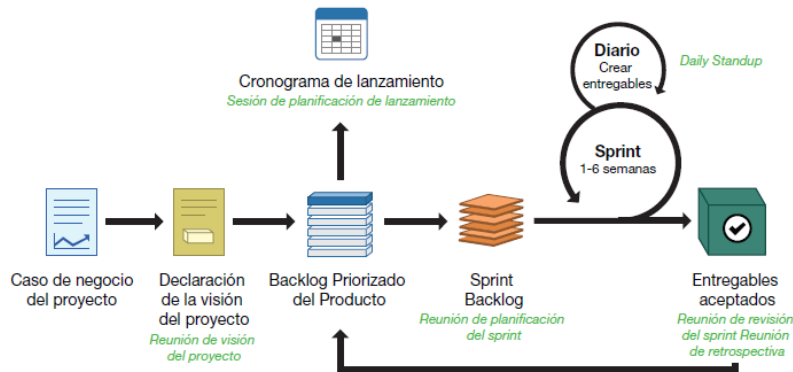 Cronograma de lanzamiento
Sesión de planificación de lanzamiento
Diario
Crear
entregables
Daily Standup
Sprint
1-6 semanas
Caso de negocio
del proyecto
Declaración
de la visión
del proyecto
Reunión de visión
del proyecto
Backlog Priorizado
del Producto
Sprint
Backlog
Reunión de planificación
del sprint
Entregables
aceptados
Reunión de revisión
del sprint Reunión
de retrospectiva